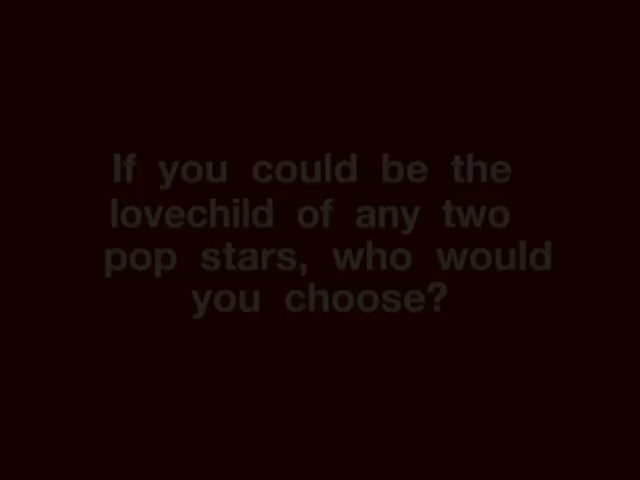 If you could be the
lovechild of any two
pop stars, who would
you choose?